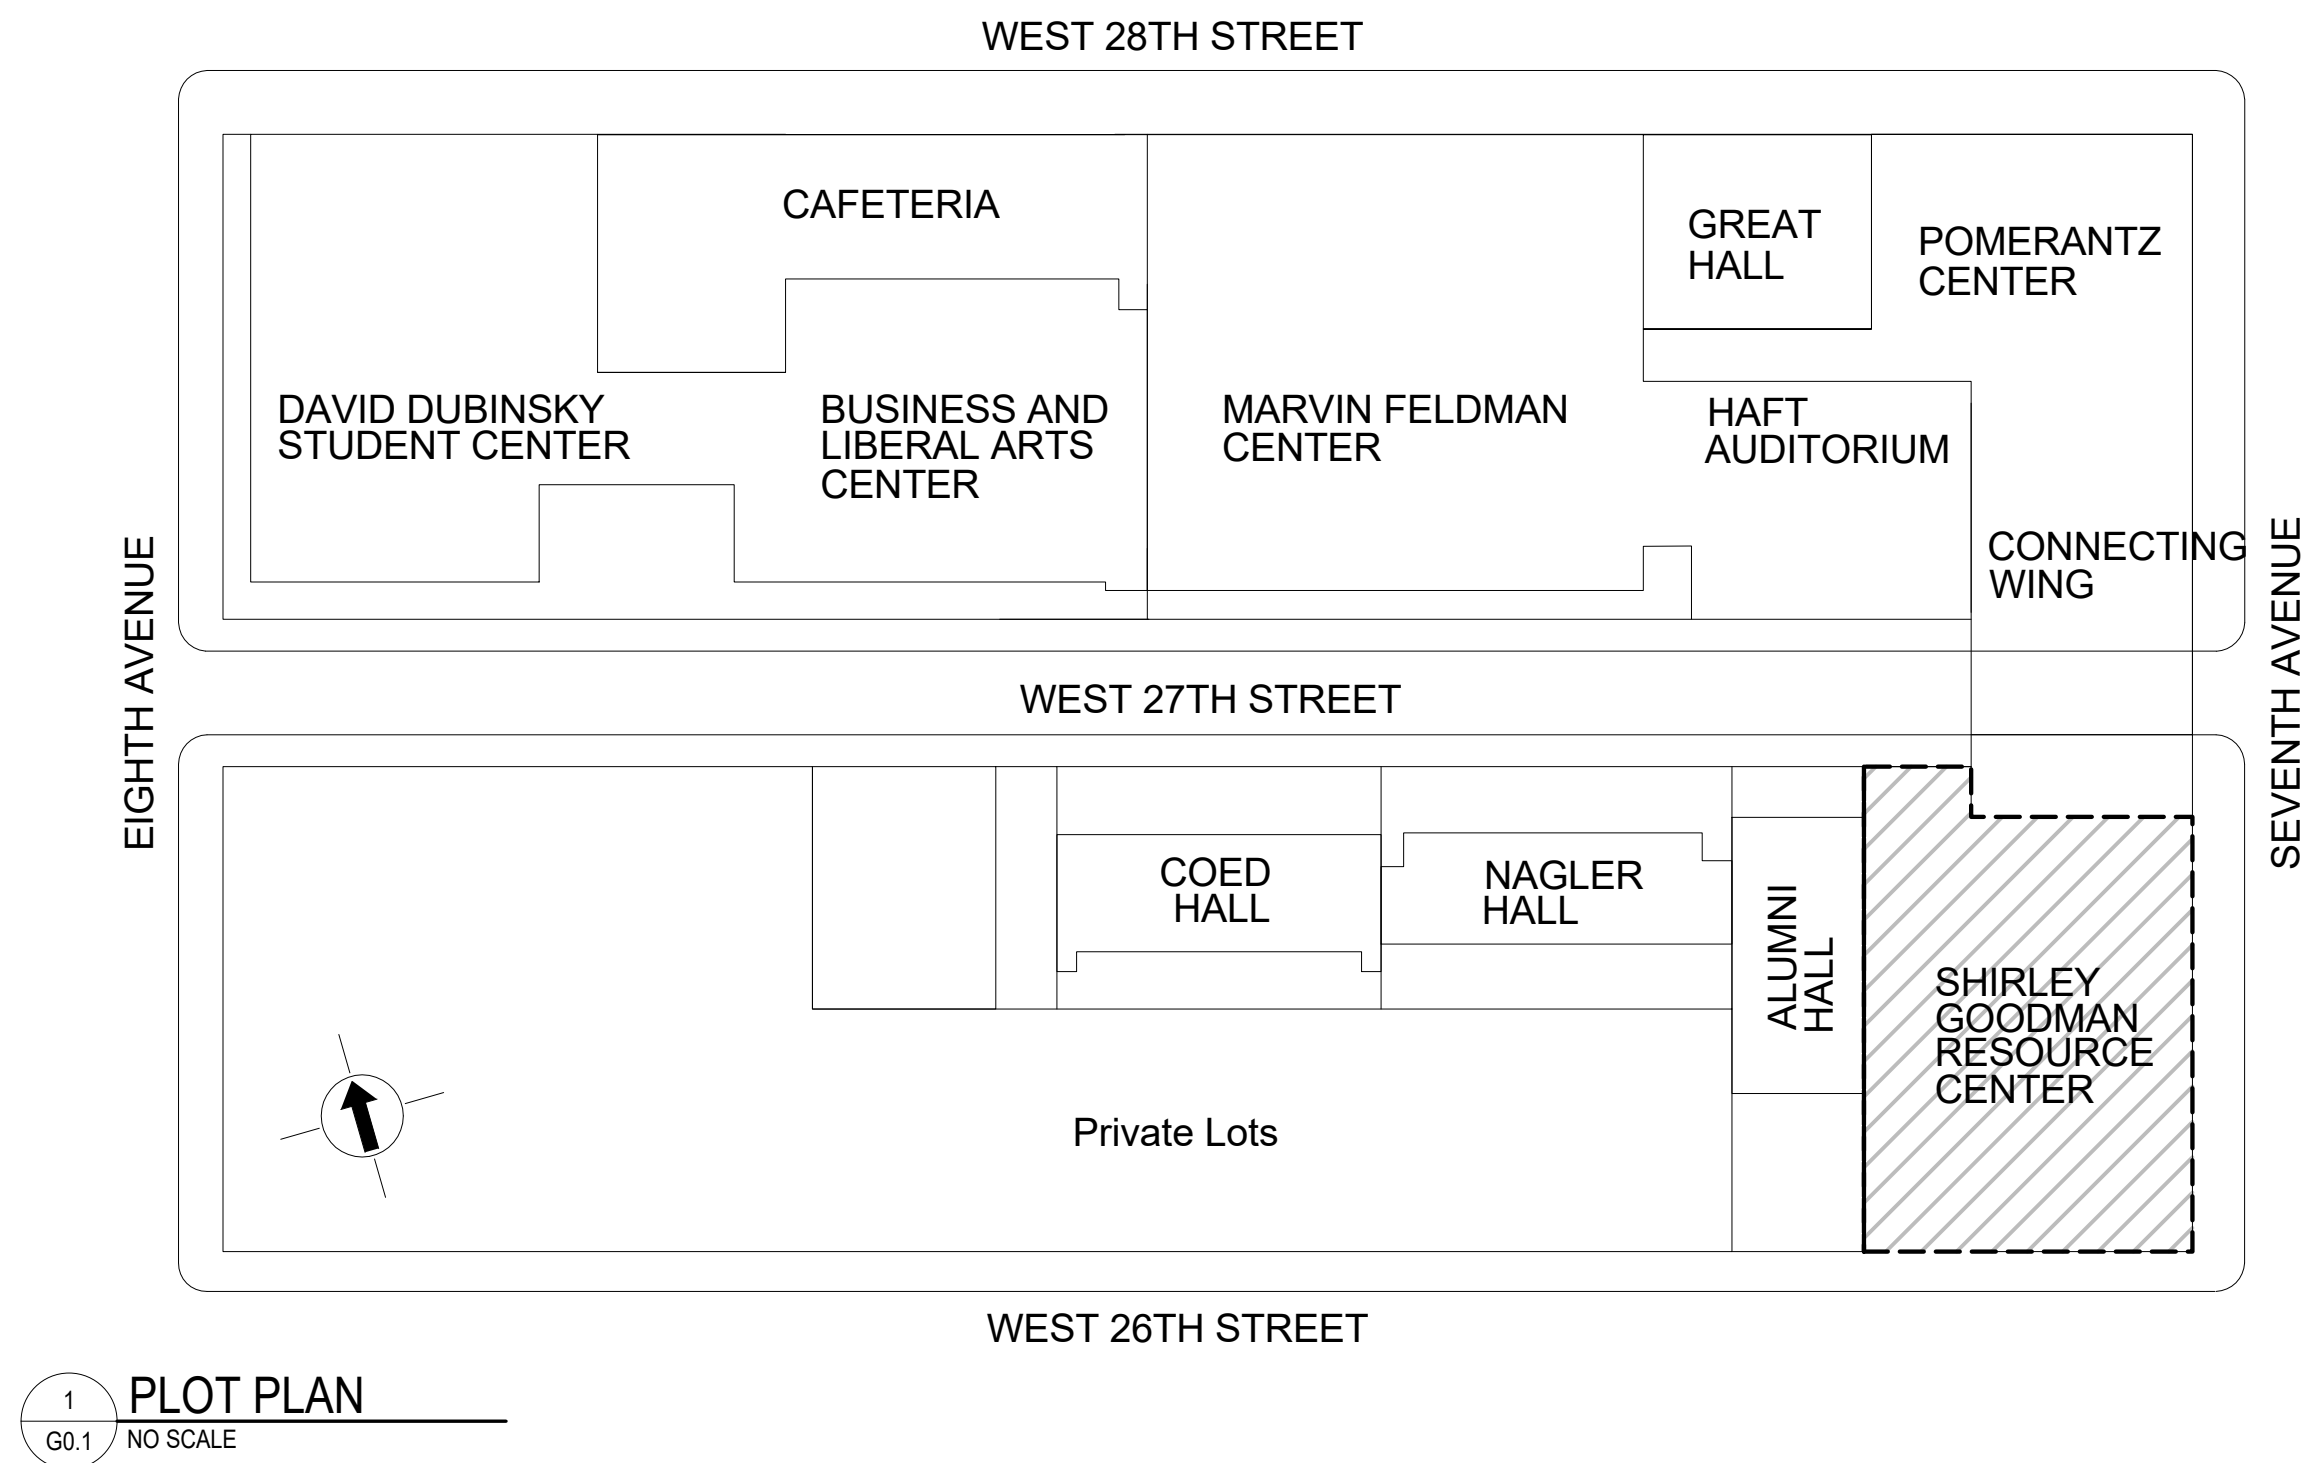 WEST 28TH STREET
CAFETERIA
GREAT
HALL
POMERANTZ
CENTER
DAVID DUBINSKY
STUDENT CENTER
BUSINESS AND
LIBERAL ARTS
CENTER
MARVIN FELDMAN
CENTER
HAFT
AUDITORIUM
CONNECTING
WING
EIGHTH AVENUE
SEVENTH AVENUE
WEST 27TH STREET
COED
HALL
NAGLER
HALL
ALUMNI
HALL
SHIRLEY
GOODMAN
RESOURCE
CENTER
Private Lots
WEST 26TH STREET
1
PLOT PLAN
G0.1
NO SCALE